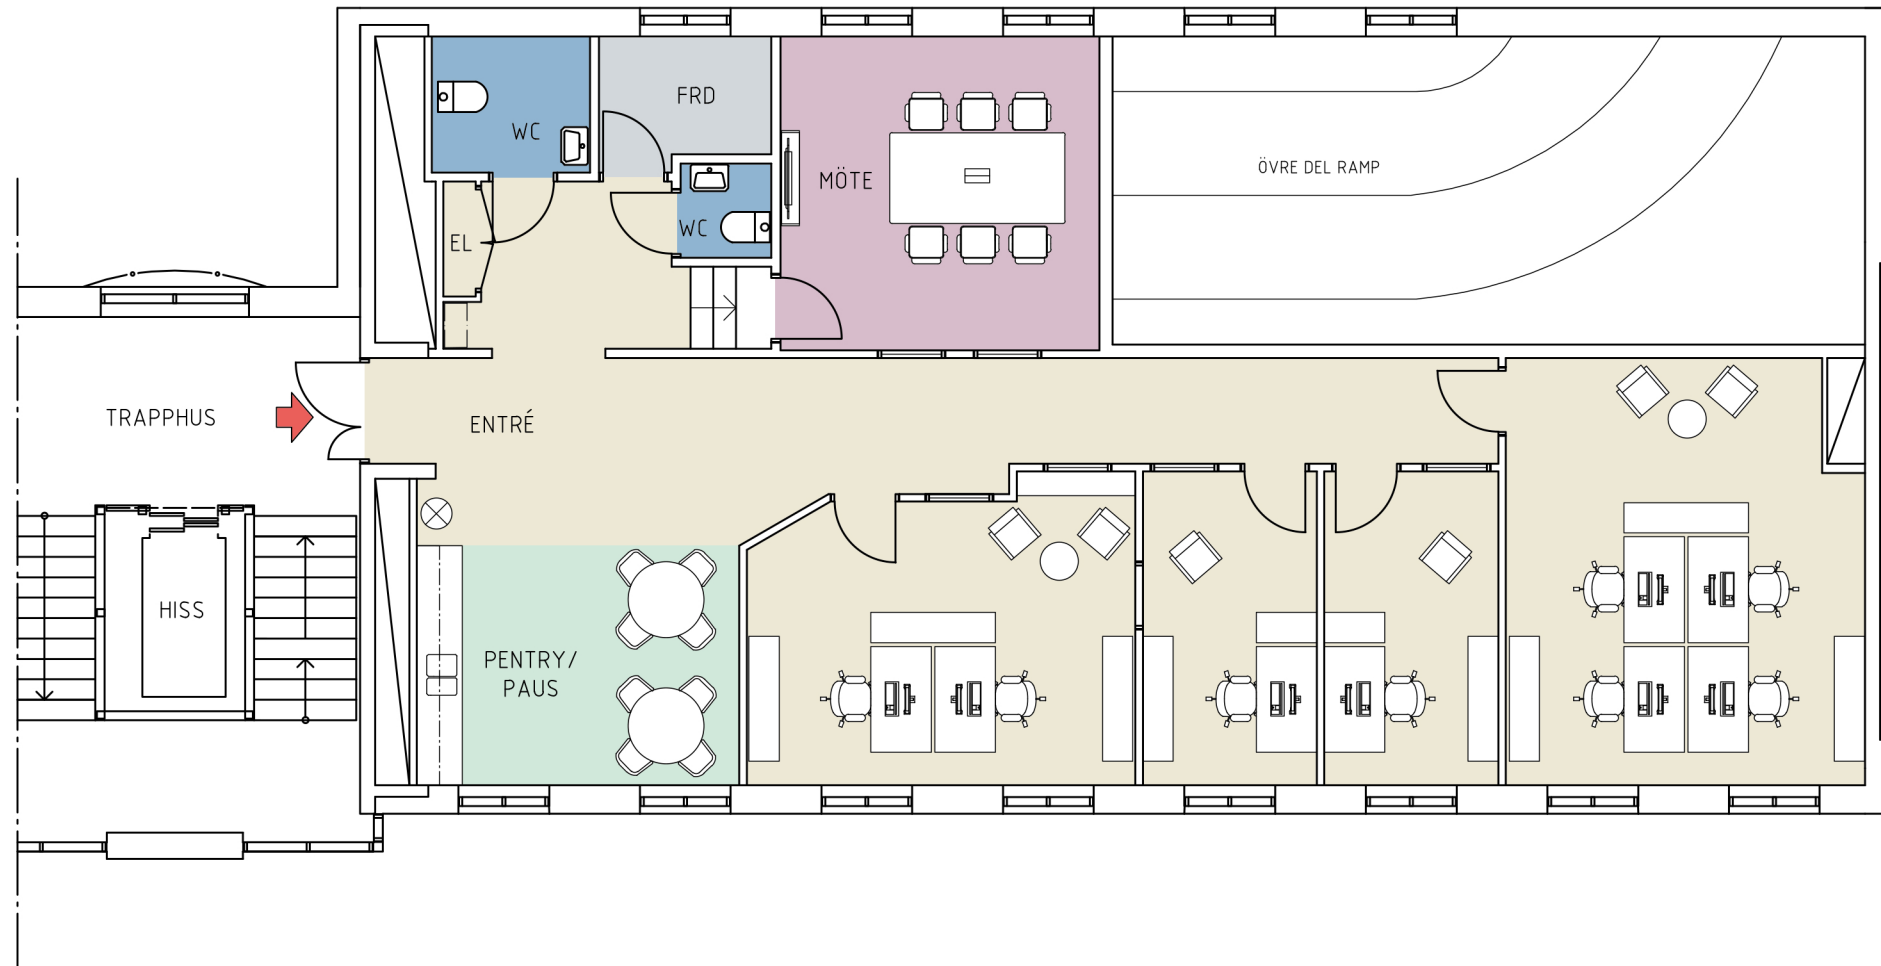 FRD
WC
MÖTE
ÖVRE DEL RAMP
WC
EL
TRAPPHUS
ENTRÉ
HISS
PENTRY/
PAUS